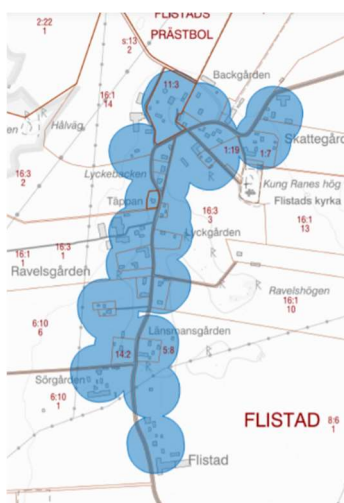 FLISTADS
PRÄSTBOL
2:22
1
s:13
2
Backgården
11:3
16:1
14
Hålväg
R
en
Skattegård
1:19
1:7
R
16:3
2
Lyckebacken
Kung Ranes hög
Flistads kyrka
Täppan
16:3
3
16:1
13
Lyckgården
R
16:1
1
16:3
1
Ravelsgården
R
Ravelshögen
16:1
10
6:10
6
Länsmansgården
14:2
5:8
R
Sörgården
6:10
1
FLISTAD
8:6
1
Flistad